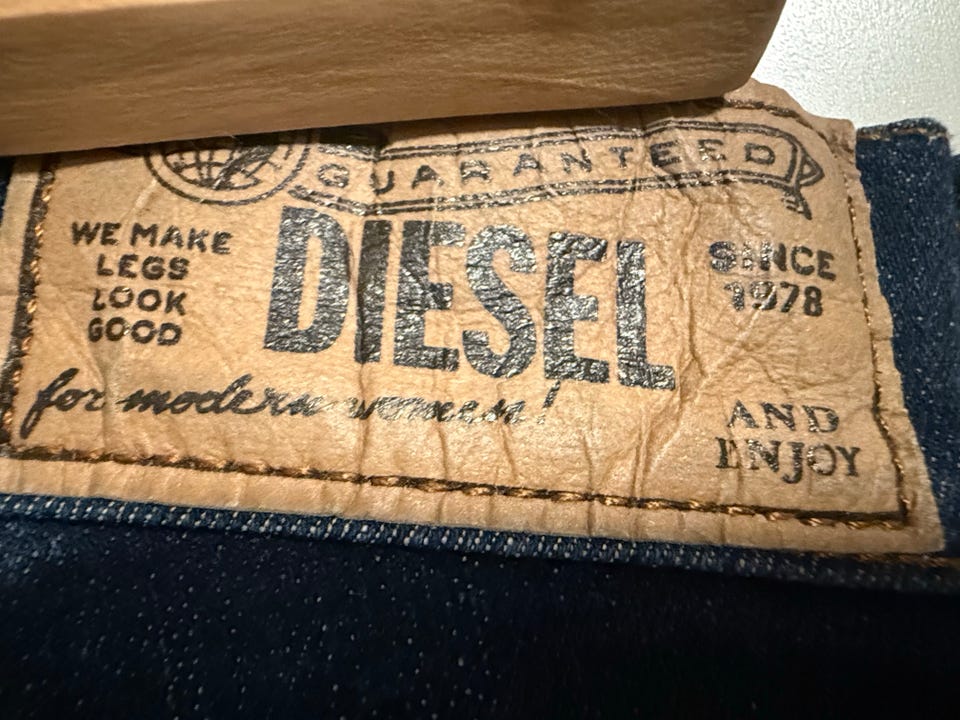 GUARANTEED
WE MAKE
LEGS
LOOK
GOOD
DIESEL
SINCE
1978
for modern women!
AND
ENJOY